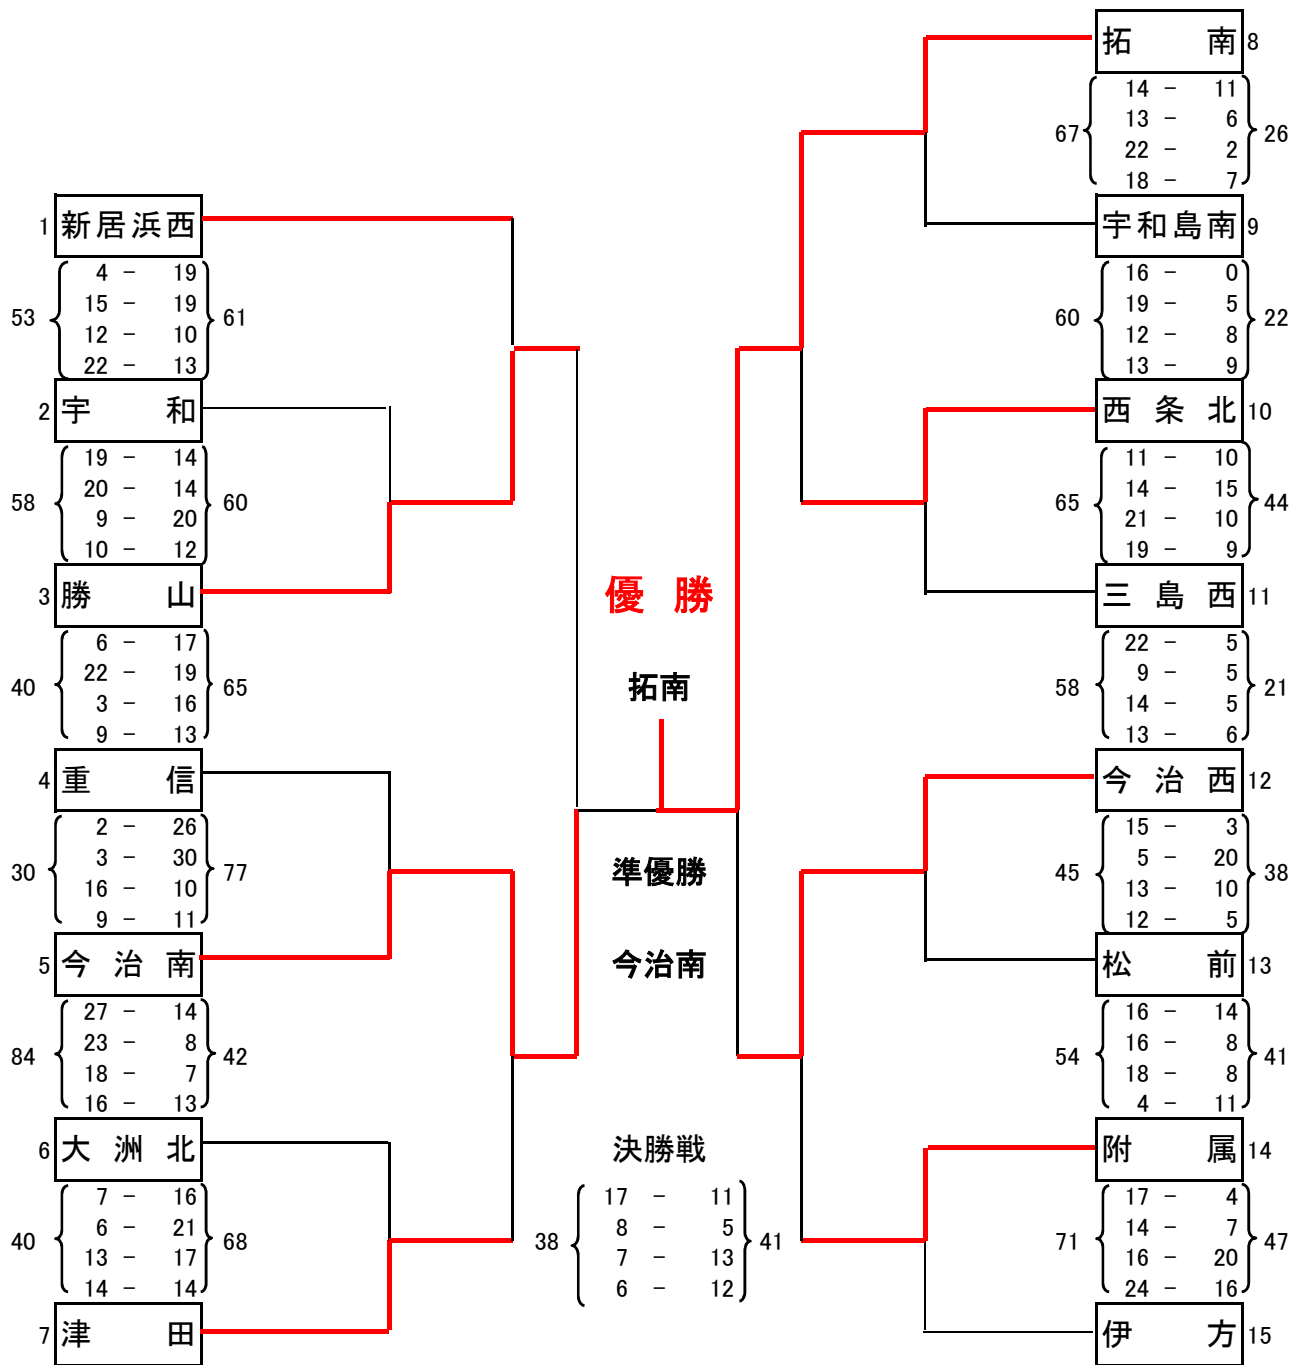 1 新居浜西
4 - 19
15 - 19
53 61
12 - 10
22 - 13
2 宇和
19 - 14
20 - 14
58 60
9 - 20
10 - 12
3 勝山
6 - 17
22 - 19
40 65
3 - 16
9 - 13
4 重信
2 - 26
3 - 30
30 77
16 - 10
9 - 11
5 今治南
27 - 14
23 - 8
84 42
18 - 7
16 - 13
6 大洲北
7 - 16
6 - 21
40 68
13 - 17
14 - 14
7 津田
優勝
拓南
準優勝
今治南
決勝戦
17 - 11
8 - 5
38 41
7 - 13
6 - 12
拓南 8
14 - 11
13 - 6
67 26
22 - 2
18 - 7
宇和島南 9
16 - 0
19 - 5
60 22
12 - 8
13 - 9
西条北 10
11 - 10
14 - 15
65 44
21 - 10
19 - 9
三島西 11
22 - 5
9 - 5
58 21
14 - 5
13 - 6
今治西 12
15 - 3
5 - 20
45 38
13 - 10
12 - 5
松前 13
16 - 14
16 - 8
54 41
18 - 8
4 - 11
附属 14
17 - 4
14 - 7
71 47
16 - 20
24 - 16
伊方 15